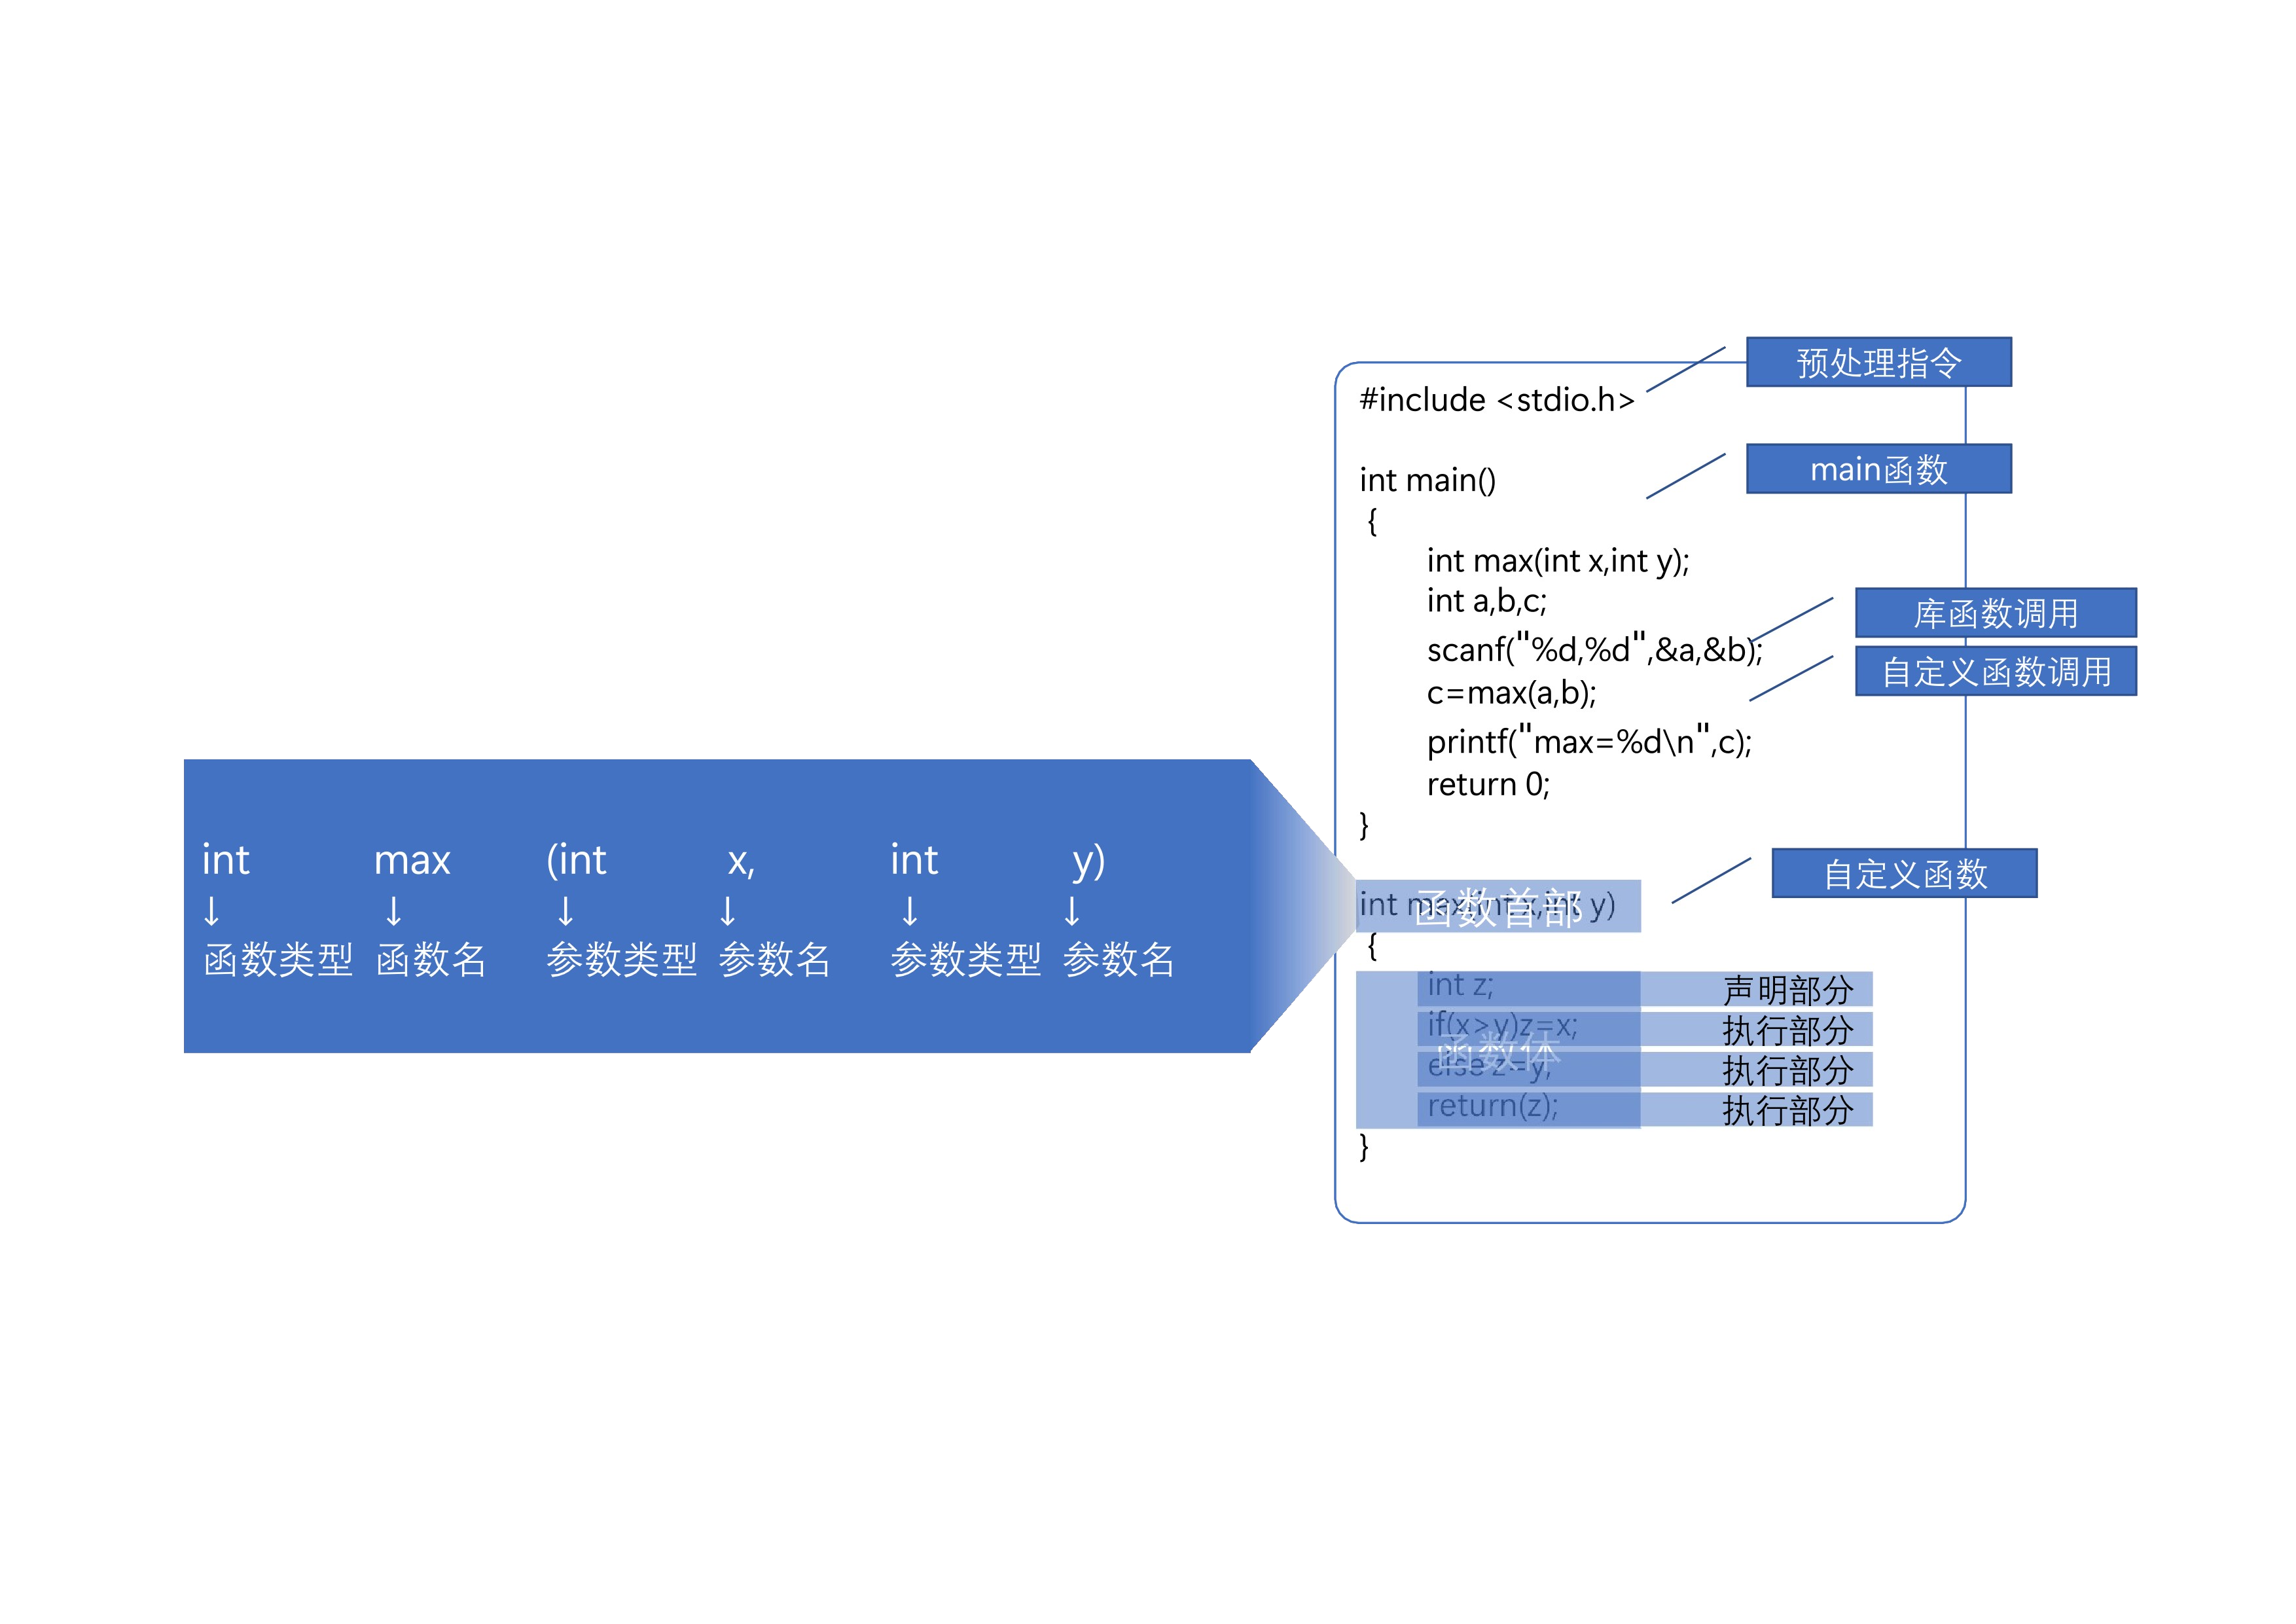 预处理指令
#include <stdio.h>
main函数
int main()
{
int max(int x,int y);
int a,b,c;
库函数调用
scanf("%d,%d",&a,&b);
自定义函数调用
c=max(a,b);
printf("max=%d\n",c);
return 0;
}
自定义函数
int max(int x,int y)
函数首部
{
int z; 声明部分
if(x>y)z=x; 执行部分
函数体
else z=y; 执行部分
return(z); 执行部分
}
int max (int x, int y)
↓ ↓ ↓ ↓ ↓ ↓
函数类型 函数名 参数类型 参数名 参数类型 参数名